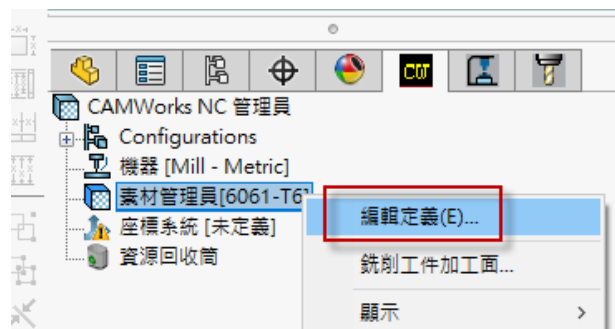 CW
CAMWorks NC 管理員
Configurations
機器 [Mill - Metric]
素材管理員[6061-T6]
編輯定義(E)...
座標系統 [未定義]
銑削工件加工面...
資源回收筒
顯示